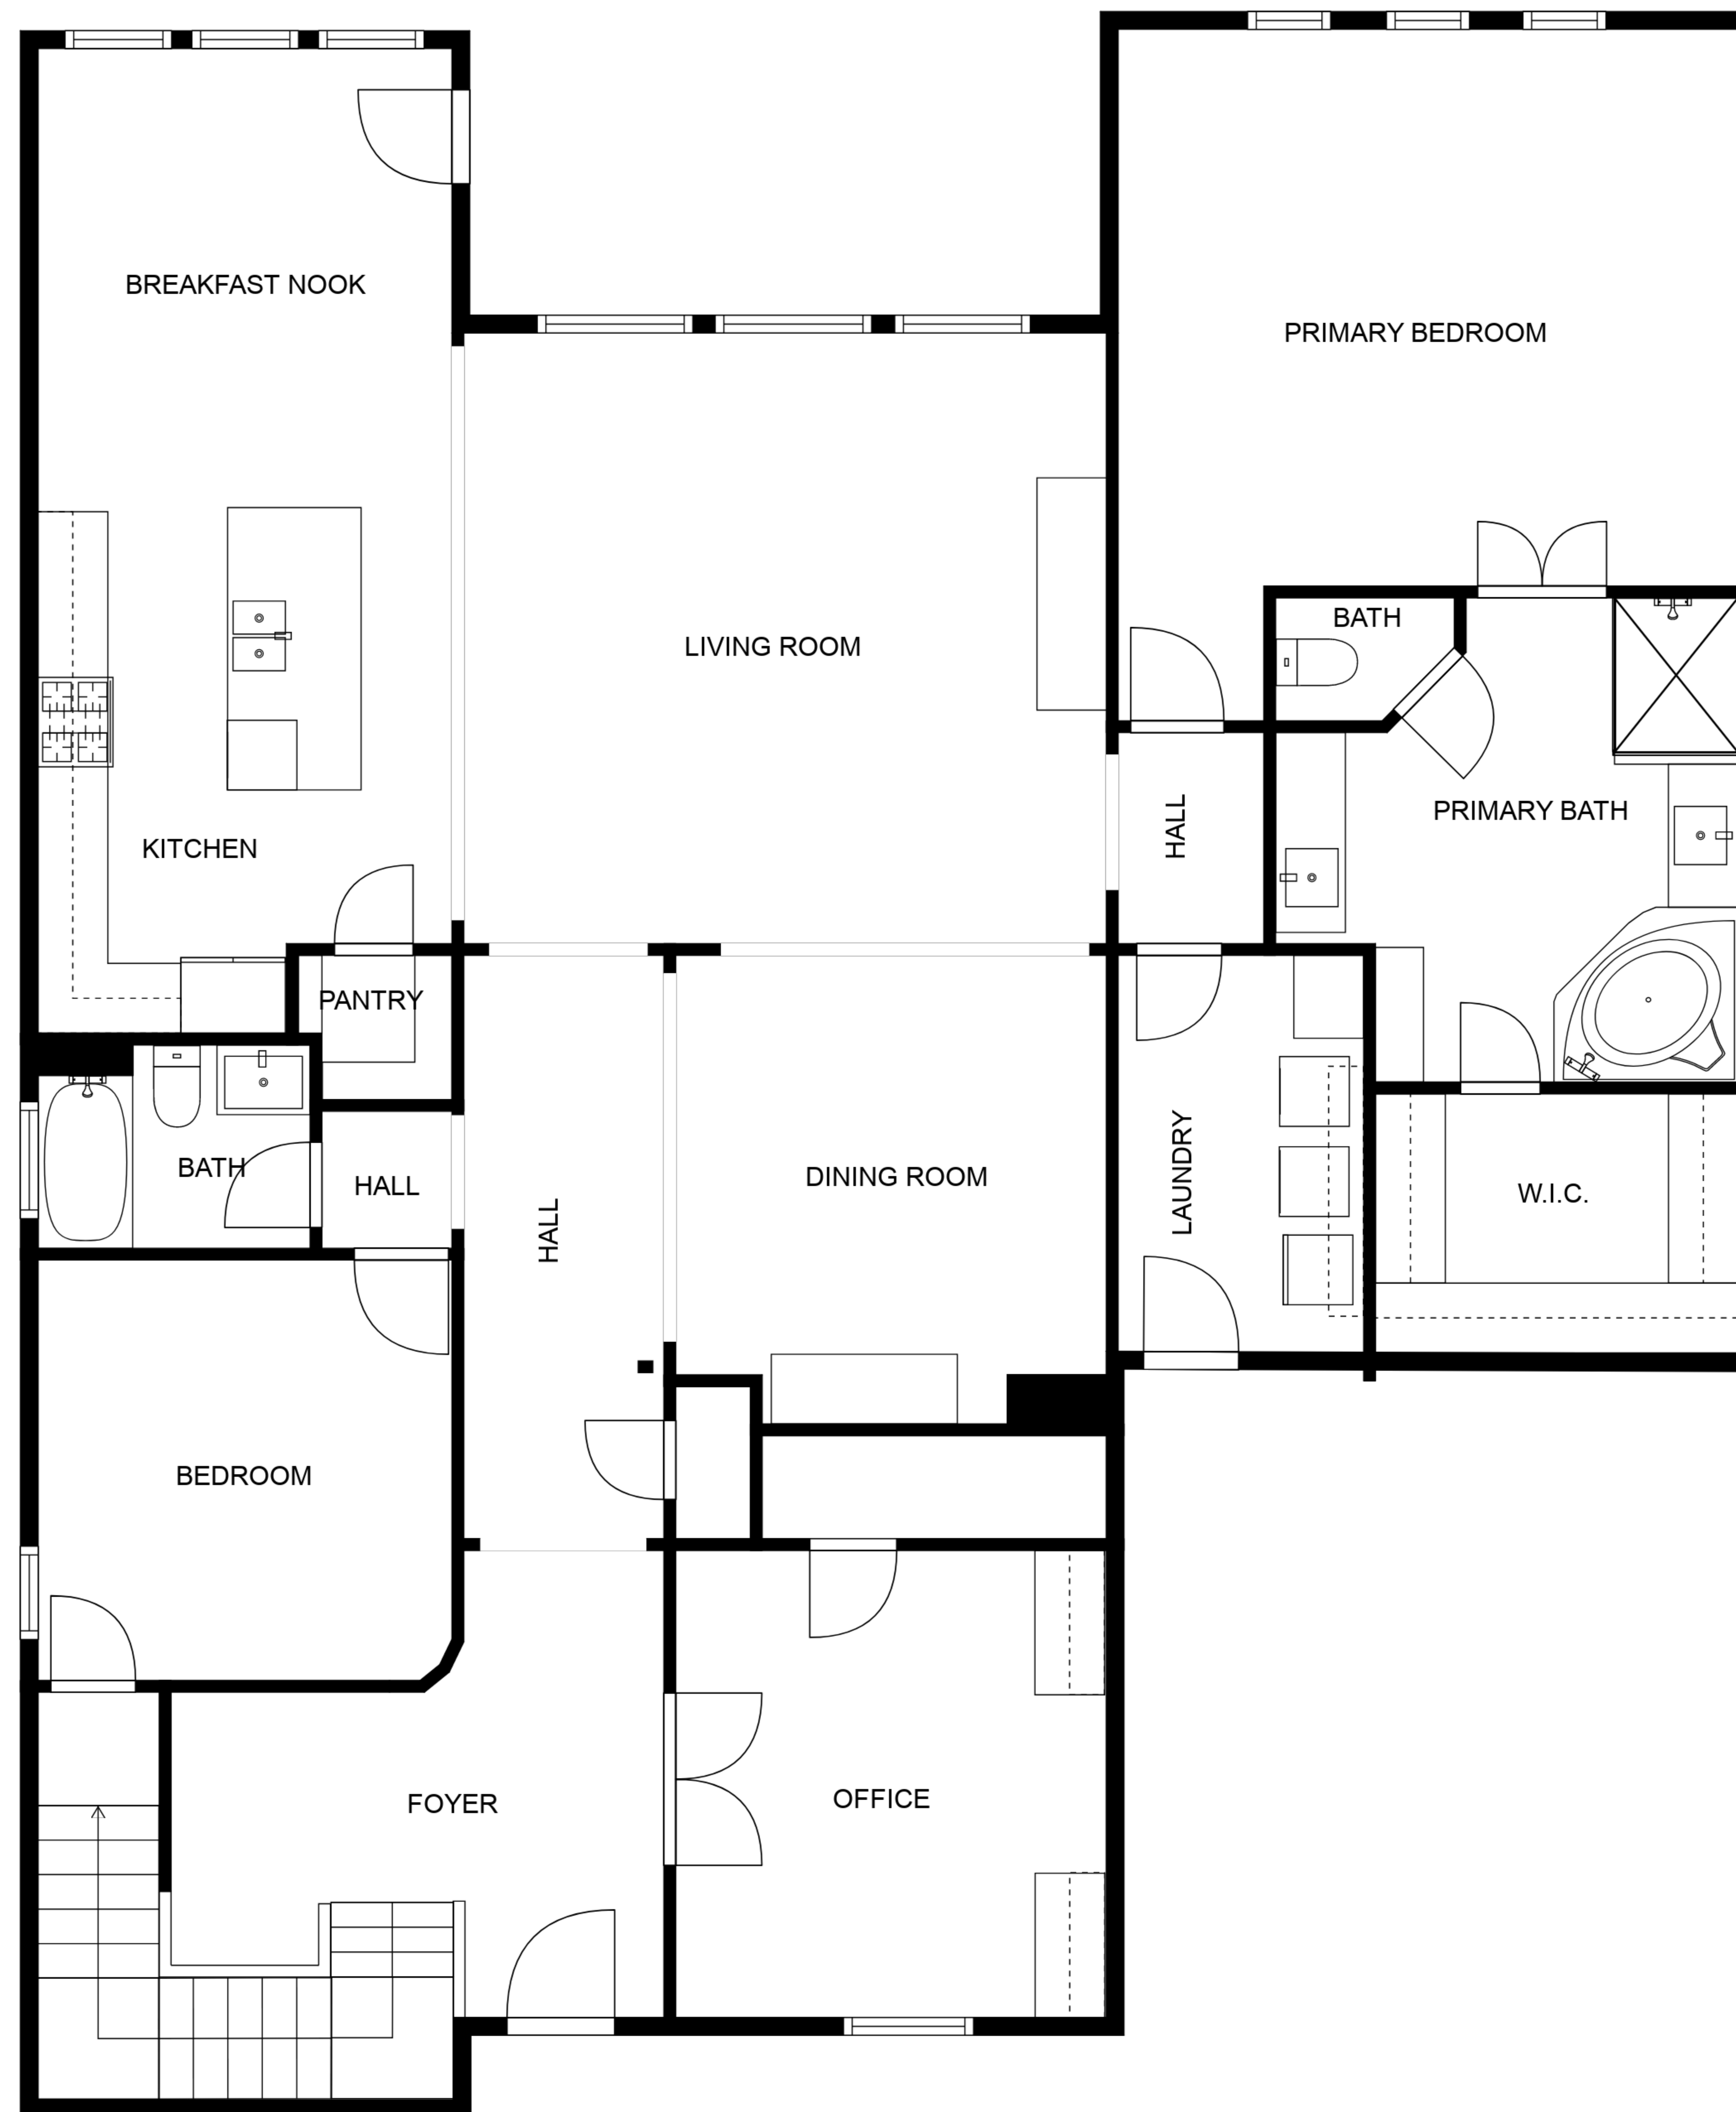 BREAKFAST NOOK
PRIMARY BEDROOM
BATH
LIVING ROOM
PRIMARY BATH
HALL
KITCHEN
PANTRY
BATH
HALL
HALL
DINING ROOM
LAUNDRY
W.I.C.
BEDROOM
FOYER
OFFICE